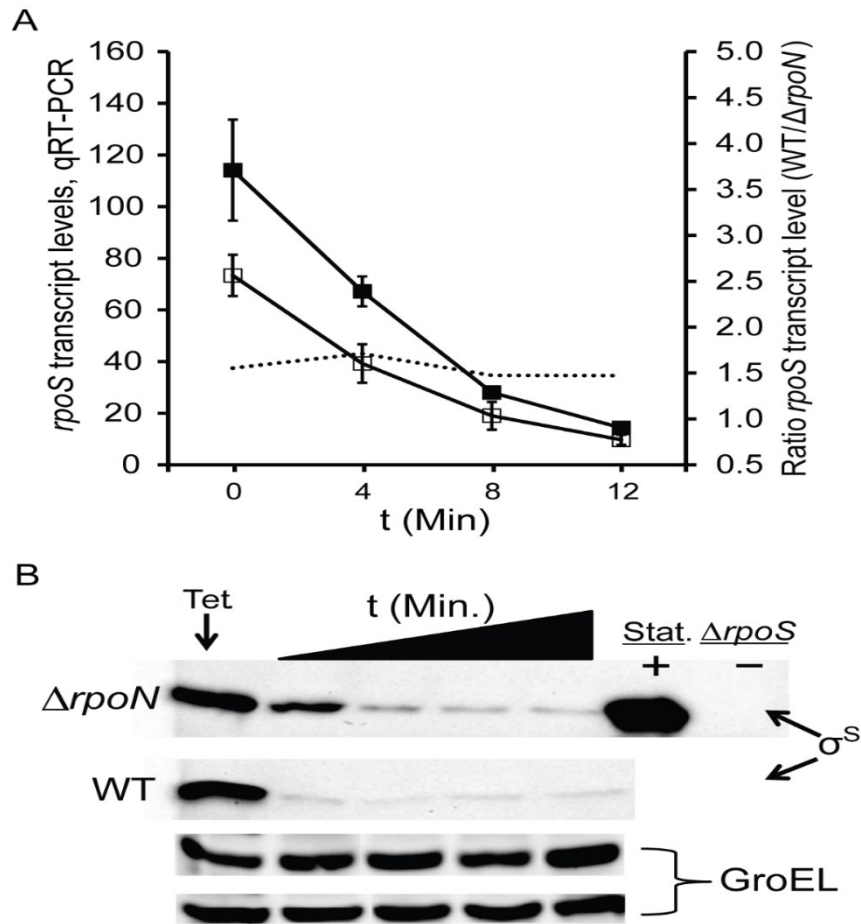 A
rpoS transcript levels, qRT-PCR
160
140
120
100
80
60
40
20
0
5.0
4.5
4.0
3.5
3.0
2.5
2.0
1.5
1.0
0.5
Ratio rpoS transcript level (WT/ΔrpoN)
0 4 8 12
t (Min)
B
Tet.
t (Min.)
Stat. ΔrpoS
+ −
ΔrpoN
σS
WT
GroEL